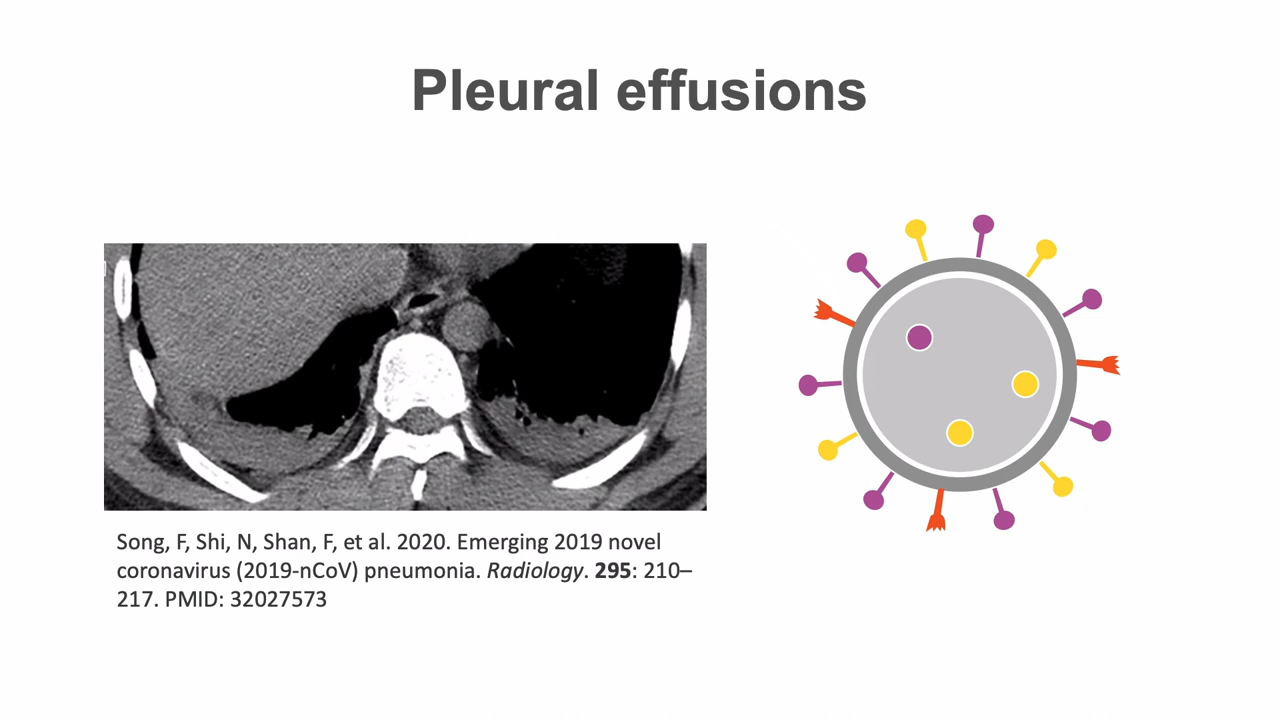 Pleural effusions
Song, F, Shi, N, Shan, F, et al. 2020. Emerging 2019 novel
coronavirus (2019-nCoV) pneumonia. Radiology. 295: 210–
217. PMID: 32027573